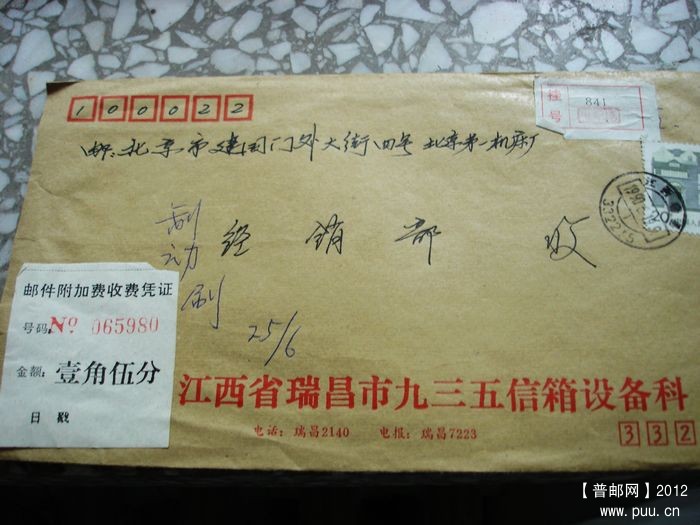 100022
挂号
841
邮:北京市建国门外大街四号 北京第一机床厂
经销部 收
制动刷
25/6
332215
邮件附加费收费凭证
号码: No 065980
金额: 壹角伍分
日 戳
江西省瑞昌市九三五信箱设备科
电话: 瑞昌2140 电报: 瑞昌7223
332
【普邮网】2012
www.puu.cn